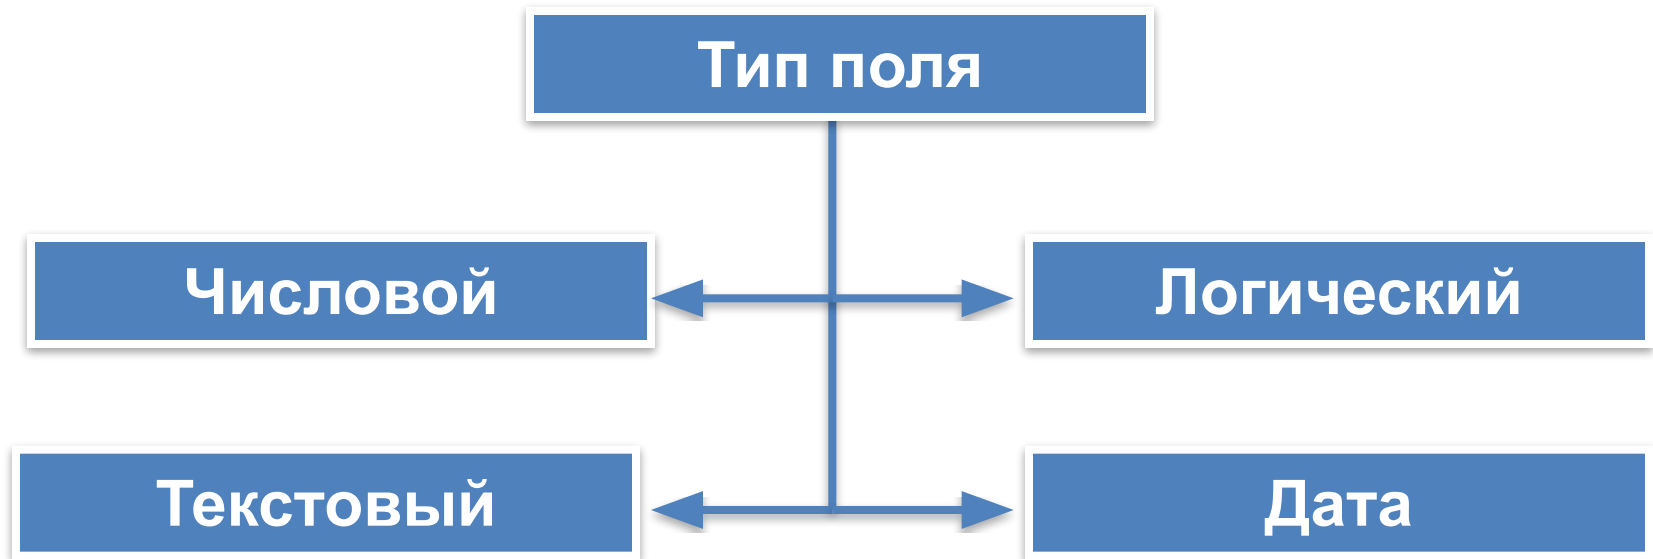 Тип поля
Числовой
Логический
Текстовый
Дата